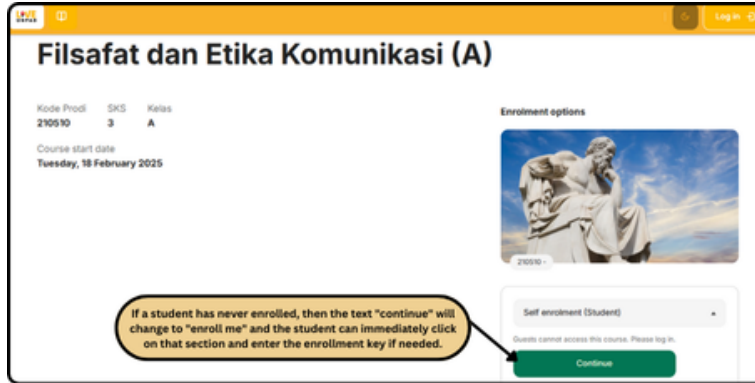 LOVE
UNPAR
Log in
Filsafat dan Etika Komunikasi (A)
Kode Prodi SKS Kelas
210510 3 A
Course start date
Tuesday, 18 February 2025
Enrolment options
210510 -
If a student has never enrolled, then the text "continue" will
change to "enroll me" and the student can immediately click
on that section and enter the enrollment key if needed.
Self enrolment (Student)
Guests cannot access this course. Please log in.
Continue